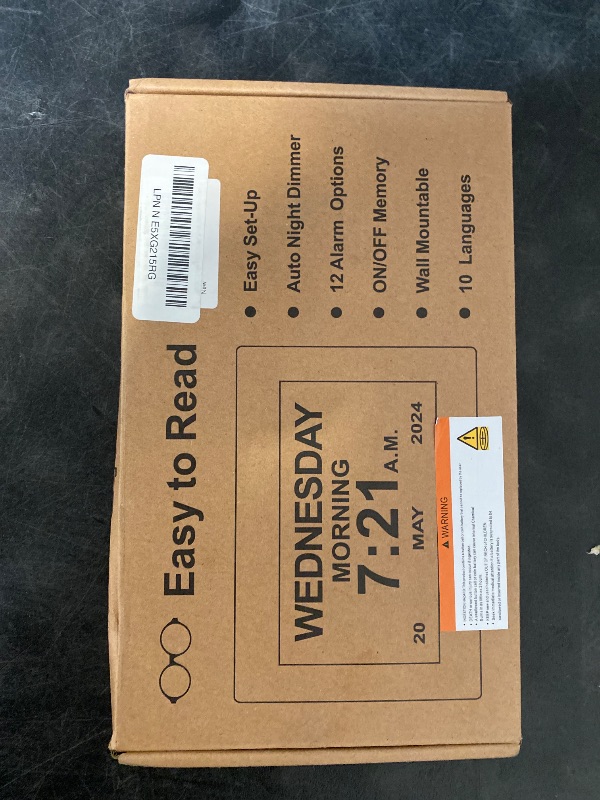 LPN N E5XG215RG
Easy to Read
WEDNESDAY
MORNING
7:21 A.M.
20 MAY 2024
● Easy Set-Up
● Auto Night Dimmer
● 12 Alarm Options
● ON/OFF Memory
● Wall Mountable
● 10 Languages
⚠ WARNING